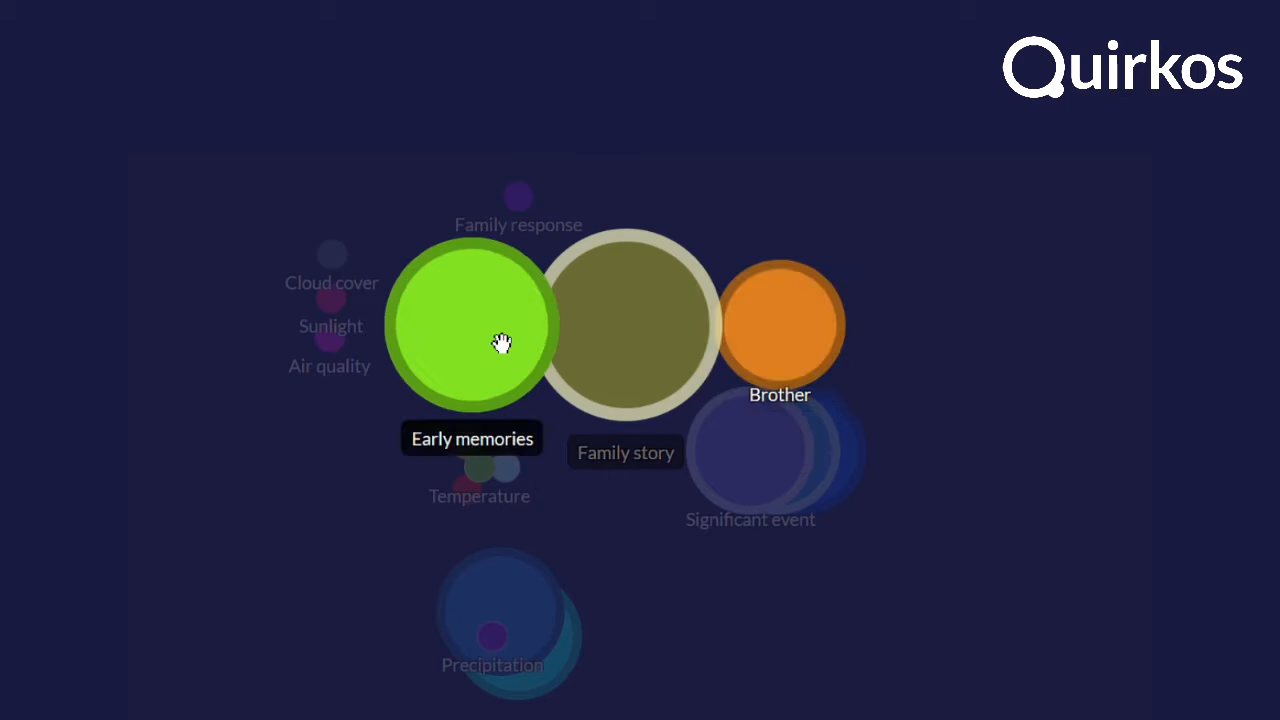 Quirkos
Family response
Cloud cover
Sunlight
Air quality
Brother
Early memories
Family story
Temperature
Significant event
Precipitation